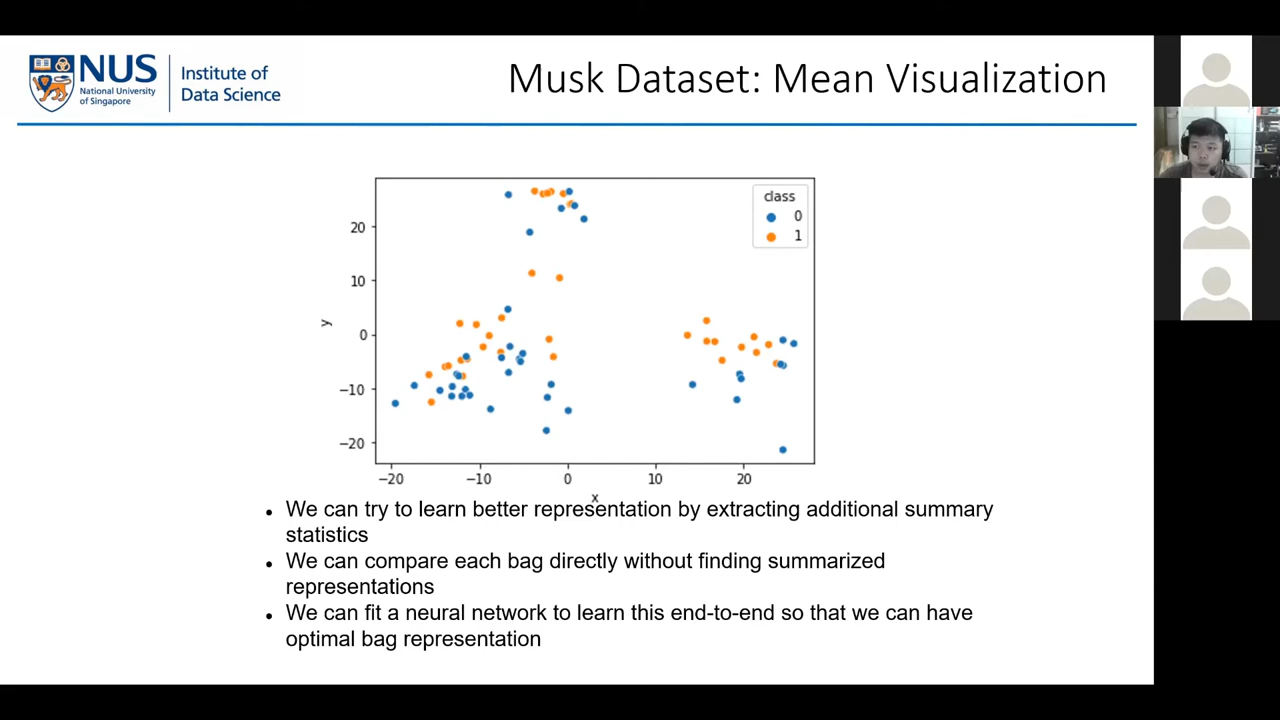 NUS
National University
of Singapore
Institute of
Data Science
Musk Dataset: Mean Visualization
class
0
1
20
10
0
−10
−20
y
−20
−10
0
10
20
x
• We can try to learn better representation by extracting additional summary
statistics
• We can compare each bag directly without finding summarized
representations
• We can fit a neural network to learn this end-to-end so that we can have
optimal bag representation